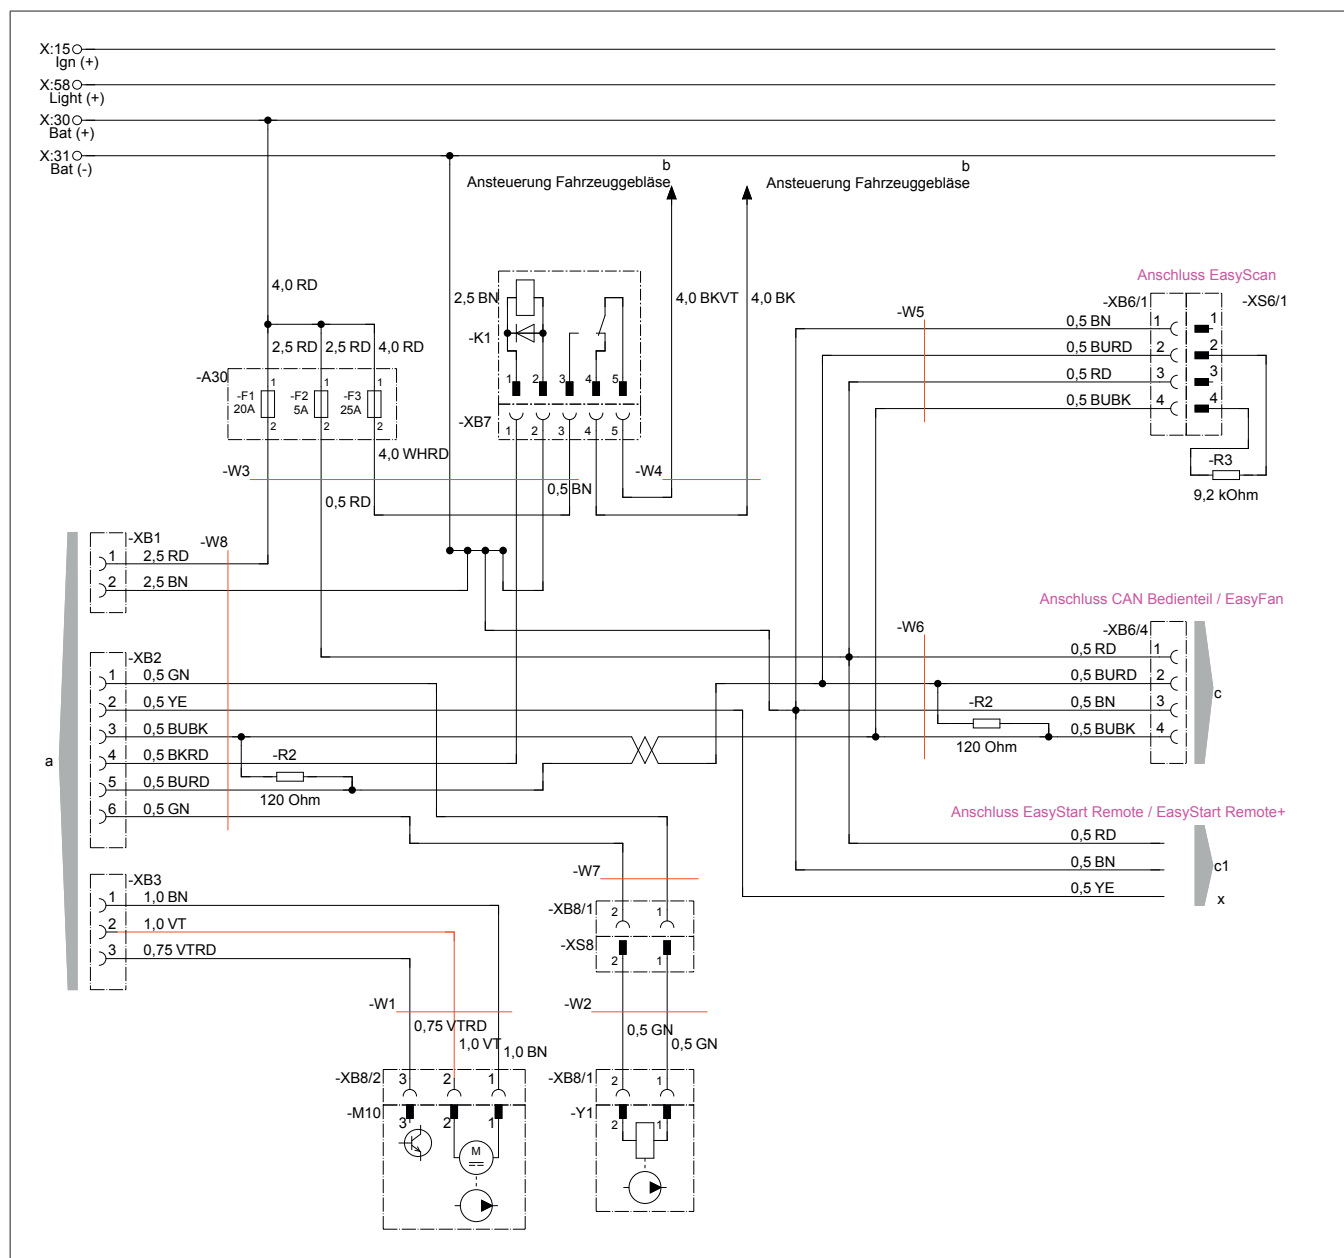 X:15
Ign (+)
X:58
Light (+)
X:30
Bat (+)
X:31
Bat (-)
b
b
Ansteuerung Fahrzeuggebläse
Ansteuerung Fahrzeuggebläse
Anschluss EasyScan
4,0 RD
2,5 BN
4,0 BKVT
4,0 BK
-XB6/1
-XS6/1
-W5
0,5 BN
1
1
-K1
0,5 BURD
2
2
2,5 RD
2,5 RD
4,0 RD
0,5 RD
3
3
-A30
1
1
1
1
2
3
4
5
-F1
20A
-F2
5A
-F3
25A
0,5 BUBK
4
4
2
2
2
-XB7
1
2
3
4
5
4,0 WHRD
-W3
-W4
-R3
0,5 BN
0,5 RD
9,2 kOhm
-XB1
-W8
1
2,5 RD
2
2,5 BN
Anschluss CAN Bedienteil / EasyFan
-W6
-XB6/4
-XB2
0,5 RD
1
1
0,5 GN
0,5 BURD
2
c
2
0,5 YE
-R2
0,5 BN
3
3
0,5 BUBK
0,5 BUBK
4
120 Ohm
4
0,5 BKRD
-R2
a
5
0,5 BURD
120 Ohm
6
0,5 GN
Anschluss EasyStart Remote / EasyStart Remote+
0,5 RD
0,5 BN
c1
-W7
0,5 YE
x
-XB3
1
1,0 BN
-XB8/1
2
1
2
1,0 VT
-XS8
3
0,75 VTRD
2
1
-W1
-W2
0,75 VTRD
0,5 GN
1,0 VT
0,5 GN
1,0 BN
-XB8/2
3
2
1
-XB8/1
2
1
-M10
3
2
1
-Y1
2
1
M